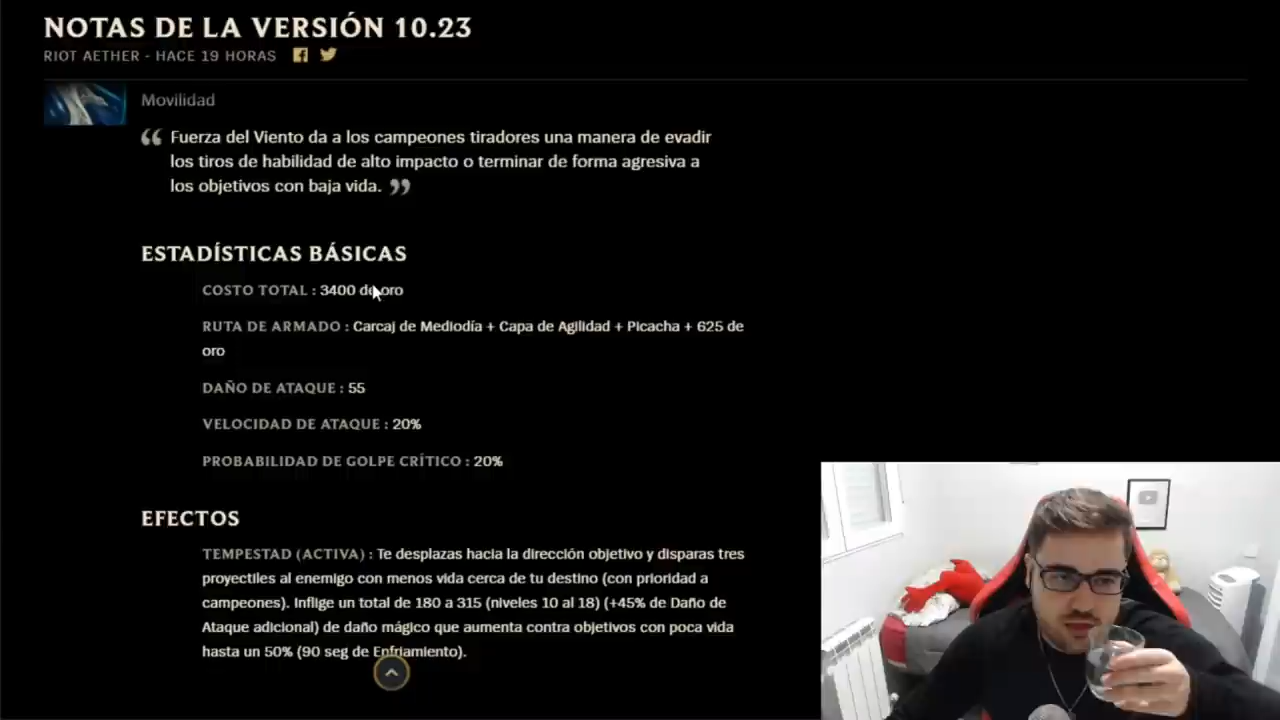 NOTAS DE LA VERSIÓN 10.23
RIOT AETHER - HACE 19 HORAS
Movilidad
“ Fuerza del Viento da a los campeones tiradores una manera de evadir
los tiros de habilidad de alto impacto o terminar de forma agresiva a
los objetivos con baja vida. ”
ESTADÍSTICAS BÁSICAS
COSTO TOTAL : 3400 de oro
RUTA DE ARMADO : Carcaj de Mediodía + Capa de Agilidad + Picacha + 625 de
oro
DAÑO DE ATAQUE : 55
VELOCIDAD DE ATAQUE : 20%
PROBABILIDAD DE GOLPE CRÍTICO : 20%
EFECTOS
TEMPESTAD (ACTIVA) : Te desplazas hacia la dirección objetivo y disparas tres
proyectiles al enemigo con menos vida cerca de tu destino (con prioridad a
campeones). Inflige un total de 180 a 315 (niveles 10 al 18) (+45% de Daño de
Ataque adicional) de daño mágico que aumenta contra objetivos con poca vida
hasta un 50% (90 seg de Enfriamiento).